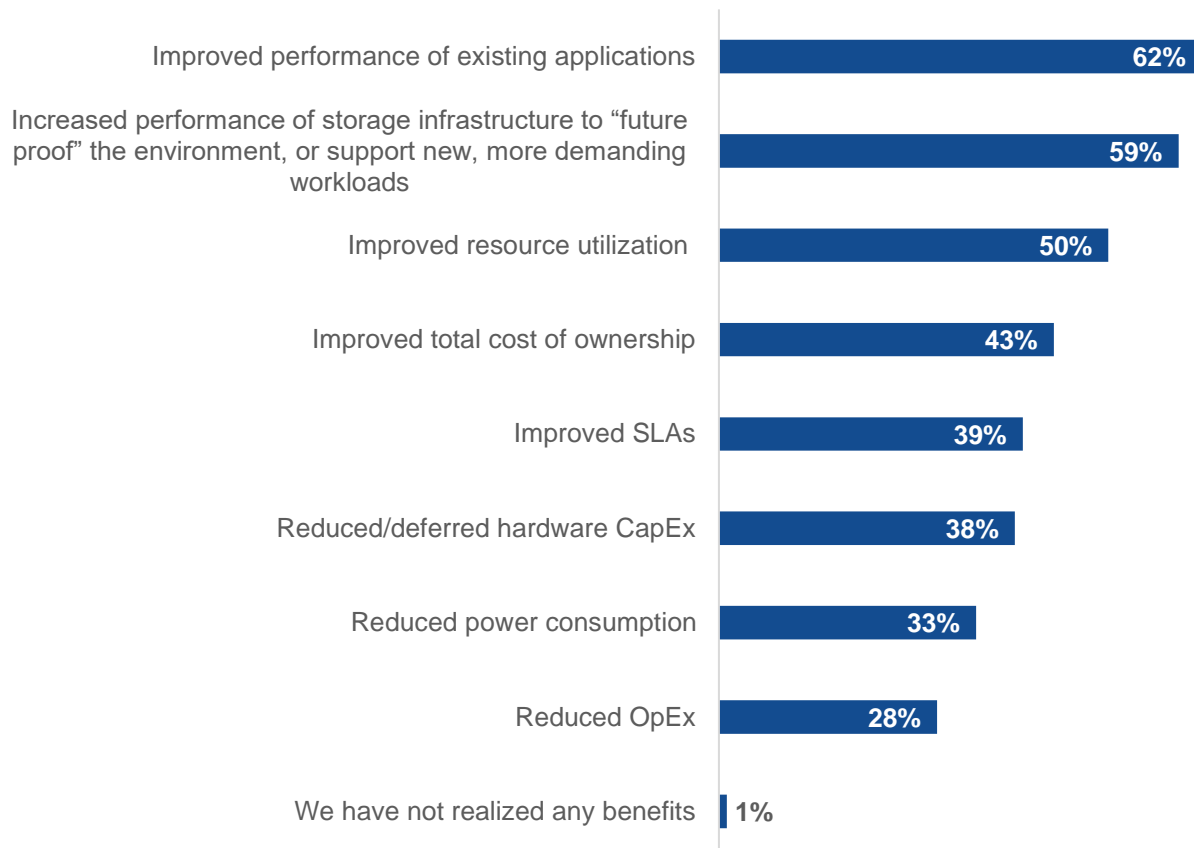 Improved performance of existing applications
62%
Increased performance of storage infrastructure to “future
proof” the environment, or support new, more demanding
workloads
59%
Improved resource utilization
50%
Improved total cost of ownership
43%
Improved SLAs
39%
Reduced/deferred hardware CapEx
38%
Reduced power consumption
33%
Reduced OpEx
28%
We have not realized any benefits
1%